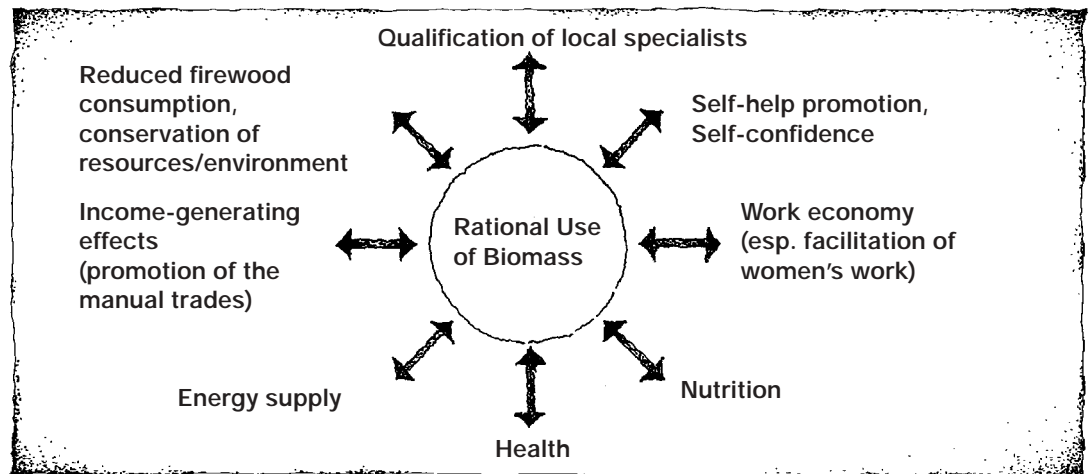 Qualification of local specialists
Reduced firewood
consumption,
conservation of
resources/environment
Self-help promotion,
Self-confidence
Income-generating
effects
(promotion of the
manual trades)
Rational Use
of Biomass
Work economy
(esp. facilitation of
women's work)
Energy supply
Health
Nutrition